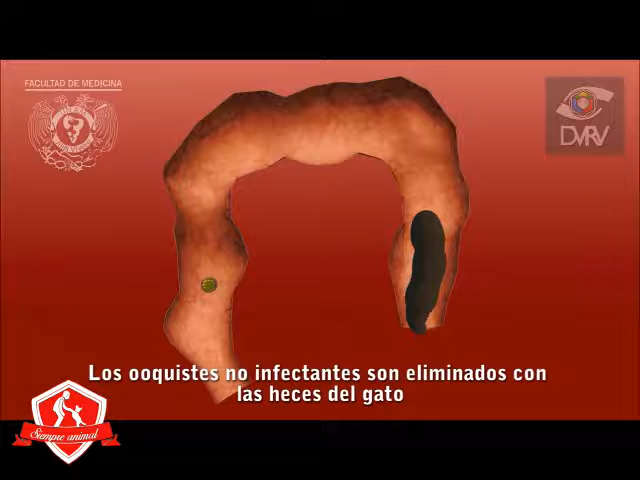 FACULTAD DE MEDICINA
DVRV
Los ooquistes no infectantes son eliminados con
las heces del gato
Siempre animal